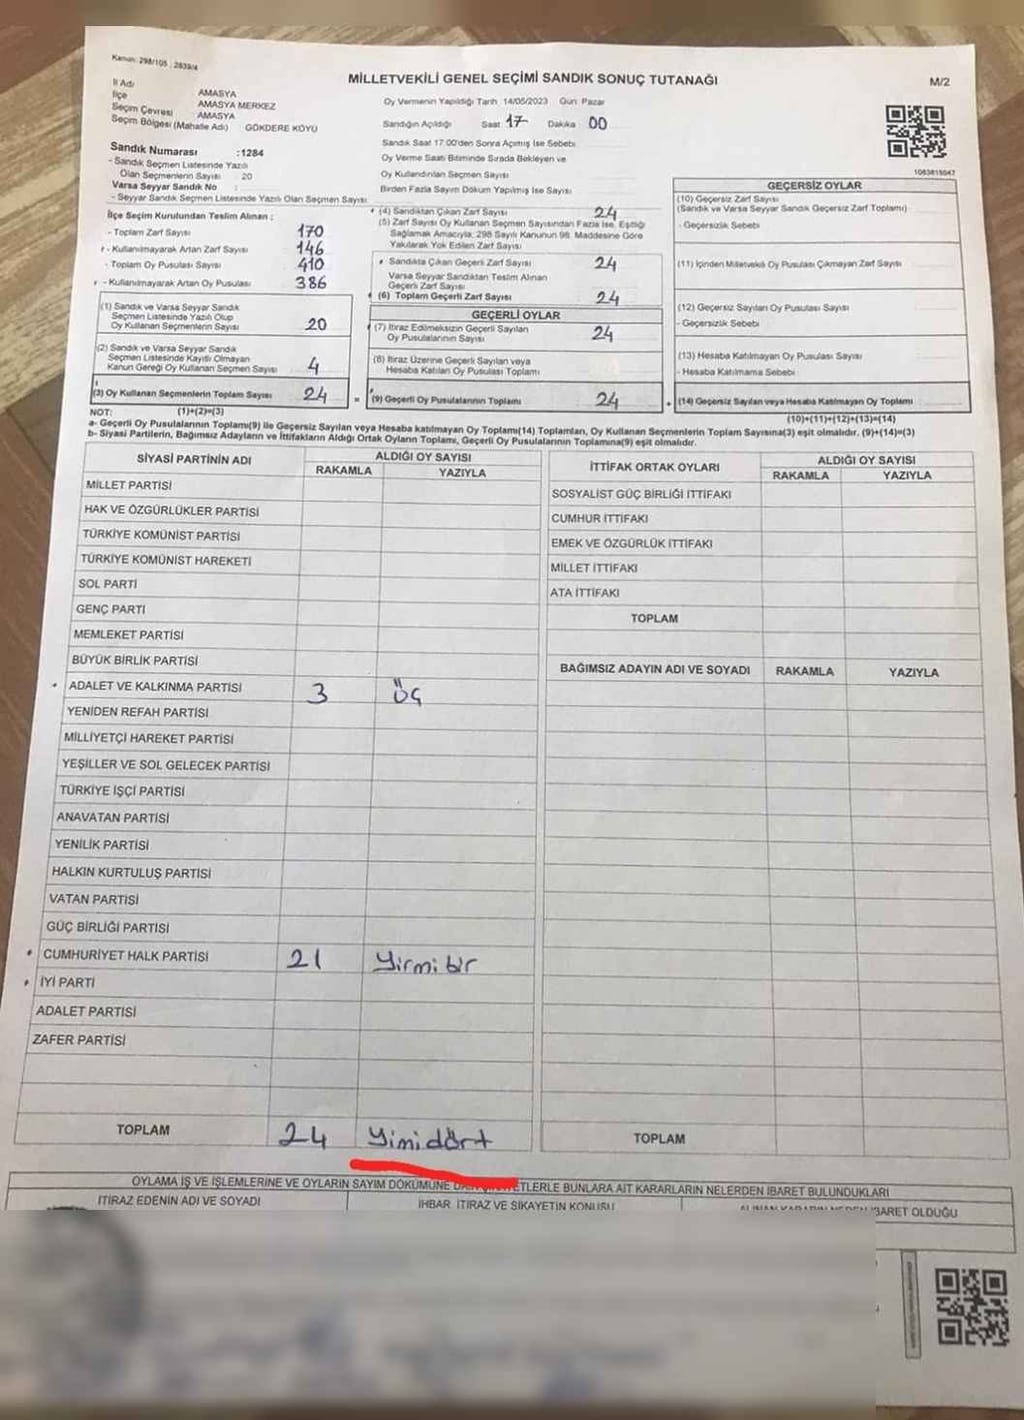 Kanun: 298/105 : 2839/4
MİLLETVEKİLİ GENEL SEÇİMİ SANDIK SONUÇ TUTANAĞI
M/2
İl Adı AMASYA
İlçe AMASYA MERKEZ
Seçim Çevresi AMASYA
Seçim Bölgesi (Mahalle Adı) GÖKDERE KÖYÜ
Sandık Numarası :1284
- Sandık Seçmen Listesinde Yazılı
Olan Seçmenlerin Sayısı 20
Varsa Seyyar Sandık No :
- Seyyar Sandık Seçmen Listesinde Yazılı Olan Seçmen Sayısı
Oy Vermenin Yapıldığı Tarih 14/05/2023 Gün Pazar
Sandığın Açıldığı Saat 17 Dakika 00
Sandık Saat 17:00'den Sonra Açılmış İse Sebebi
Oy Verme Saati Bitiminde Sırada Bekleyen ve
Oy Kullandırılan Seçmen Sayısı
Birden Fazla Sayım Döküm Yapılmış İse Sayısı
1083815047
İlçe Seçim Kurulundan Teslim Alınan ;
- Toplam Zarf Sayısı 170
- Kullanılmayarak Artan Zarf Sayısı 146
- Toplam Oy Pusulası Sayısı 410
- Kullanılmayarak Artan Oy Pusulası 386
(1) Sandık ve Varsa Seyyar Sandık
Seçmen Listesinde Yazılı Olup
Oy Kullanan Seçmenlerin Sayısı 20
(2) Sandık ve Varsa Seyyar Sandık
Seçmen Listesinde Kayıtlı Olmayan
Kanun Gereği Oy Kullanan Seçmen Sayısı 4
(3) Oy Kullanan Seçmenlerin Toplam Sayısı 24
(4) Sandıktan Çıkan Zarf Sayısı 24
(5) Zarf Sayısı Oy Kullanan Seçmen Sayısından Fazla İse, Eşitliği
Sağlamak Amacıyla, 298 Sayılı Kanunun 98. Maddesine Göre
Yakılarak Yok Edilen Zarf Sayısı
Sandıkta Çıkan Geçerli Zarf Sayısı 24
Varsa Seyyar Sandıktan Teslim Alınan
Geçerli Zarf Sayısı
(6) Toplam Geçerli Zarf Sayısı 24
GEÇERLİ OYLAR
(7) İtiraz Edilmeksizin Geçerli Sayılan
Oy Pusulalarının Sayısı 24
(8) İtiraz Üzerine Geçerli Sayılan veya
Hesaba Katılan Oy Pusulası Toplamı
= (9) Geçerli Oy Pusulalarının Toplamı 24
GEÇERSİZ OYLAR
(10) Geçersiz Zarf Sayısı
(Sandık ve Varsa Seyyar Sandık Geçersiz Zarf Toplamı)
- Geçersizlik Sebebi
(11) İçinden Milletvekili Oy Pusulası Çıkmayan Zarf Sayısı
(12) Geçersiz Sayılan Oy Pusulası Sayısı
- Geçersizlik Sebebi
(13) Hesaba Katılmayan Oy Pusulası Sayısı
- Hesaba Katılmama Sebebi
+ (14) Geçersiz Sayılan veya Hesaba Katılmayan Oy Toplamı
NOT: (1)+(2)=(3) (10)+(11)+(12)+(13)=(14)
a- Geçerli Oy Pusulalarının Toplamı(9) ile Geçersiz Sayılan veya Hesaba katılmayan Oy Toplamı(14) Toplamları, Oy Kullanan Seçmenlerin Toplam Sayısına(3) eşit olmalıdır. (9)+(14)=(3)
b- Siyasi Partilerin, Bağımsız Adayların ve İttifakların Aldığı Ortak Oyların Toplamı, Geçerli Oy Pusulalarının Toplamına(9) eşit olmalıdır.
SİYASİ PARTİNİN ADI ALDIĞI OY SAYISI
RAKAMLA YAZIYLA
MİLLET PARTİSİ
HAK VE ÖZGÜRLÜKLER PARTİSİ
TÜRKİYE KOMÜNİST PARTİSİ
TÜRKİYE KOMÜNİST HAREKETİ
SOL PARTİ
GENÇ PARTİ
MEMLEKET PARTİSİ
BÜYÜK BİRLİK PARTİSİ
ADALET VE KALKINMA PARTİSİ 3 Üç
YENİDEN REFAH PARTİSİ
MİLLİYETÇİ HAREKET PARTİSİ
YEŞİLLER VE SOL GELECEK PARTİSİ
TÜRKİYE İŞÇİ PARTİSİ
ANAVATAN PARTİSİ
YENİLİK PARTİSİ
HALKIN KURTULUŞ PARTİSİ
VATAN PARTİSİ
GÜÇ BİRLİĞİ PARTİSİ
CUMHURİYET HALK PARTİSİ 21 Yirmi bir
İYİ PARTİ
ADALET PARTİSİ
ZAFER PARTİSİ
TOPLAM 24 Yimidört
İTTİFAK ORTAK OYLARI ALDIĞI OY SAYISI
RAKAMLA YAZIYLA
SOSYALİST GÜÇ BİRLİĞİ İTTİFAKI
CUMHUR İTTİFAKI
EMEK VE ÖZGÜRLÜK İTTİFAKI
MİLLET İTTİFAKI
ATA İTTİFAKI
TOPLAM
BAĞIMSIZ ADAYIN ADI VE SOYADI RAKAMLA YAZIYLA
TOPLAM
OYLAMA İŞ VE İŞLEMLERİNE VE OYLARIN SAYIM DÖKÜMÜNE ETLERLE BUNLARA AİT KARARLARIN NELERDEN İBARET BULUNDUKLARI
İTİRAZ EDENİN ADI VE SOYADI İHBAR İTİRAZ VE ŞİKAYETİN KONUSU İBARET OLDUĞU